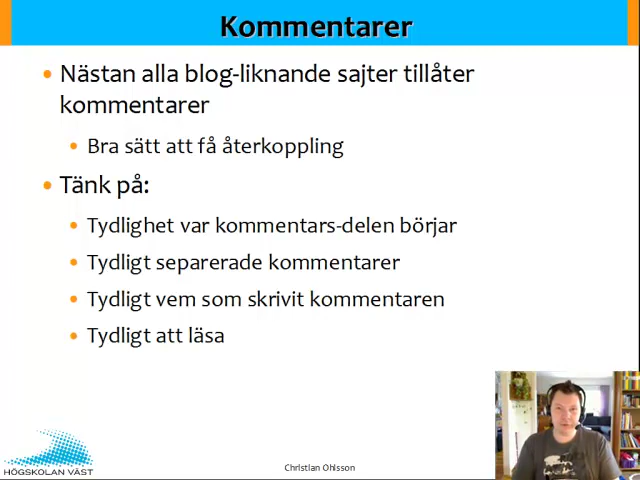 Kommentarer
Nästan alla blog-liknande sajter tillåter
kommentarer
Bra sätt att få återkoppling
Tänk på:
Tydlighet var kommentars-delen börjar
Tydligt separerade kommentarer
Tydligt vem som skrivit kommentaren
Tydligt att läsa
HÖGSKOLAN VÄST
Christian Ohlsson